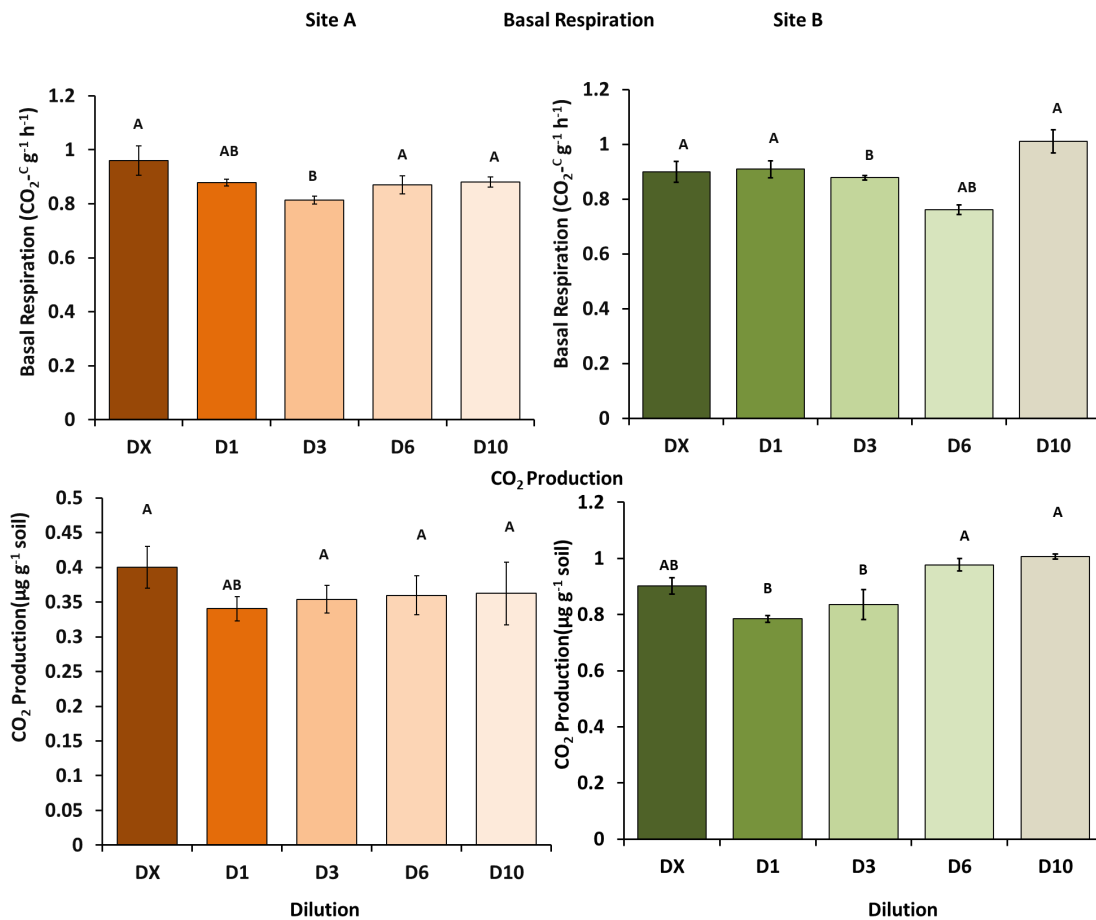 Site A Basal Respiration Site B
Basal Respiration (CO₂-ᶜ g⁻¹ h⁻¹)
1.2
1
0.8
0.6
0.4
0.2
0
A AB B A A
DX D1 D3 D6 D10
Basal Respiration (CO₂-ᶜ g⁻¹ h⁻¹)
1.2
1
0.8
0.6
0.4
0.2
0
A A B AB A
DX D1 D3 D6 D10
CO₂ Production
CO₂ Production(µg g⁻¹ soil)
0.5
0.45
0.4
0.35
0.3
0.25
0.2
0.15
0.1
0.05
0
A AB A A A
DX D1 D3 D6 D10
Dilution
CO₂ Production(µg g⁻¹ soil)
1.2
1
0.8
0.6
0.4
0.2
0
AB B B A A
DX D1 D3 D6 D10
Dilution